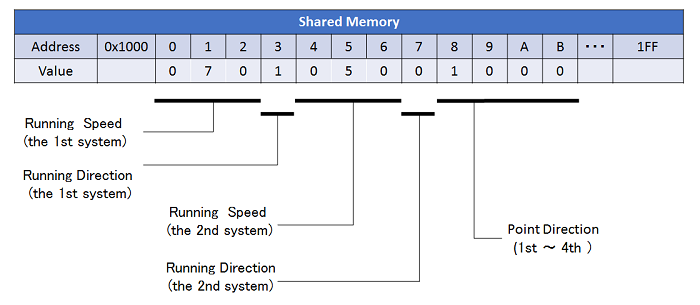 Shared Memory
Address 0x1000 0 1 2 3 4 5 6 7 8 9 A B ··· 1FF
Value 0 7 0 1 0 5 0 0 1 0 0 0
Running Speed
(the 1st system)
Running Direction
(the 1st system)
Running Speed
(the 2nd system)
Point Direction
(1st ～ 4th )
Running Direction
(the 2nd system)